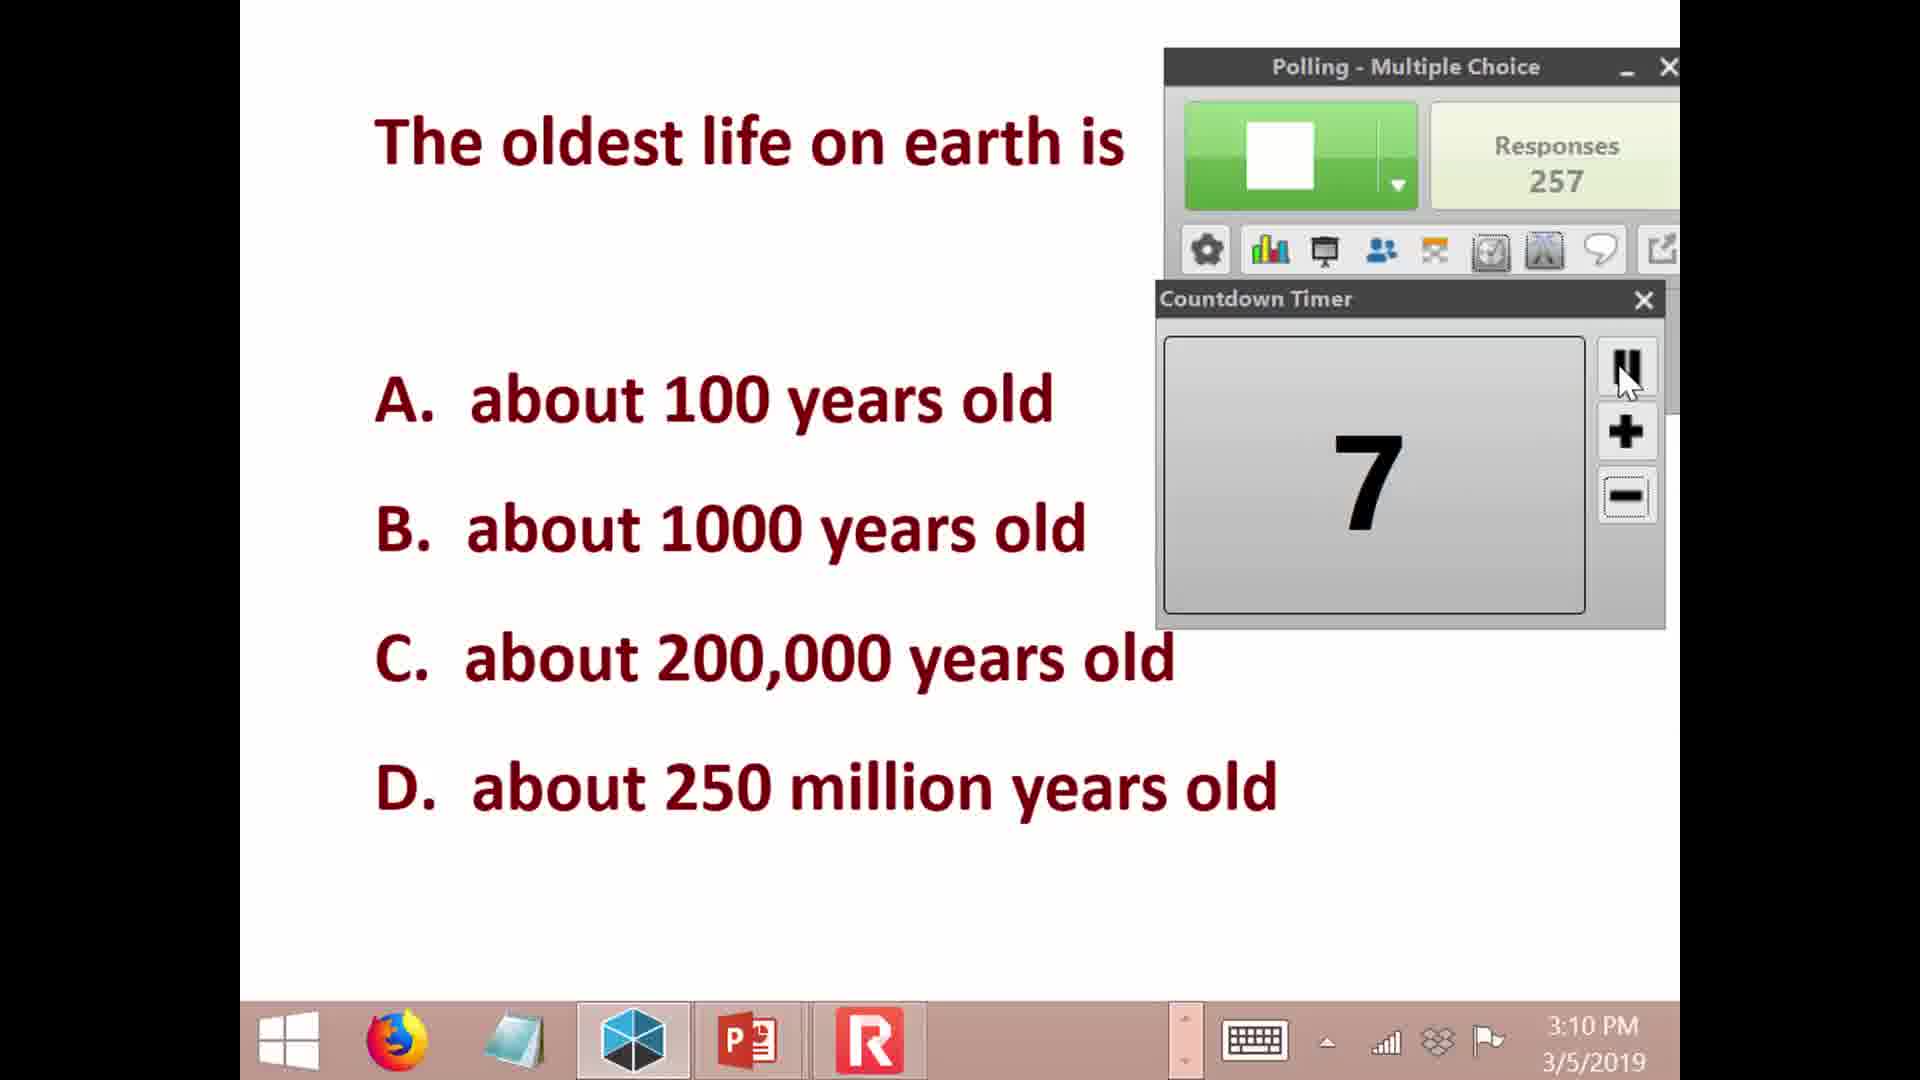 The oldest life on earth is
A. about 100 years old
B. about 1000 years old
C. about 200,000 years old
D. about 250 million years old
Polling - Multiple Choice
Responses
257
Countdown Timer
7
P
R
3:10 PM
3/5/2019